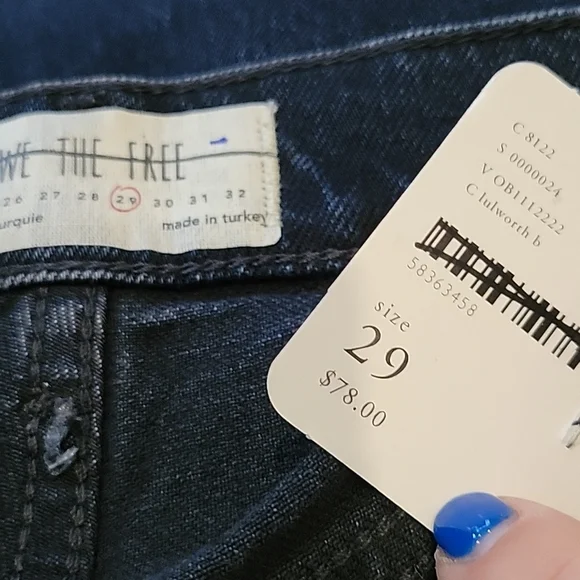 WE THE FREE
26 27 28 29 30 31 32
urquie made in turkey
C 8122
S 0000024
V OB1112222
C lulworth b
58363458
size
29
$78.00